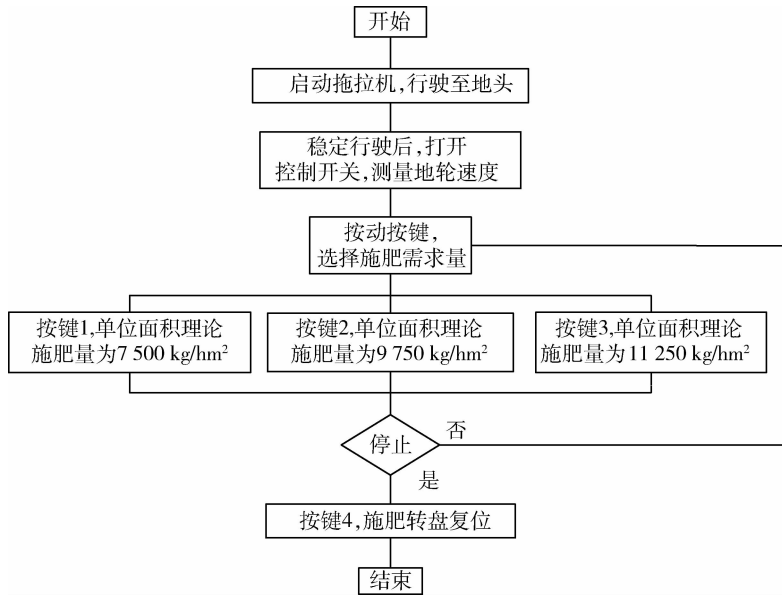 开始
启动拖拉机,行驶至地头
稳定行驶后,打开
控制开关,测量地轮速度
按动按键,
选择施肥需求量
按键1,单位面积理论
施肥量为7 500 kg/hm²
按键2,单位面积理论
施肥量为9 750 kg/hm²
按键3,单位面积理论
施肥量为11 250 kg/hm²
停止
否
是
按键4,施肥转盘复位
结束